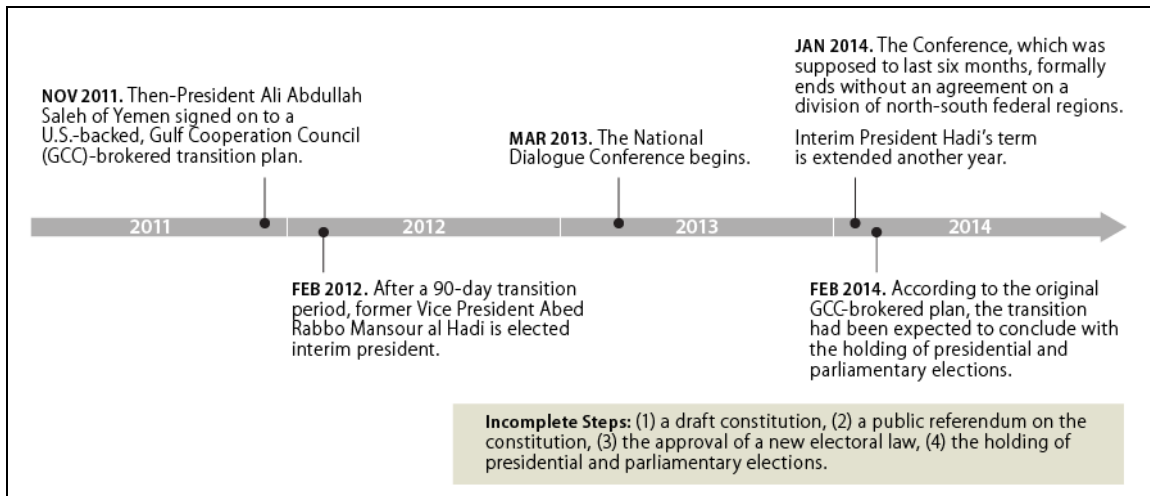 NOV 2011. Then-President Ali Abdullah
Saleh of Yemen signed on to a
U.S.-backed, Gulf Cooperation Council
(GCC)-brokered transition plan.
MAR 2013. The National
Dialogue Conference begins.
JAN 2014. The Conference, which was
supposed to last six months, formally
ends without an agreement on a
division of north-south federal regions.
Interim President Hadi’s term
is extended another year.
2011
2012
2013
2014
FEB 2012. After a 90-day transition
period, former Vice President Abed
Rabbo Mansour al Hadi is elected
interim president.
FEB 2014. According to the original
GCC-brokered plan, the transition
had been expected to conclude with
the holding of presidential and
parliamentary elections.
Incomplete Steps: (1) a draft constitution, (2) a public referendum on the
constitution, (3) the approval of a new electoral law, (4) the holding of
presidential and parliamentary elections.